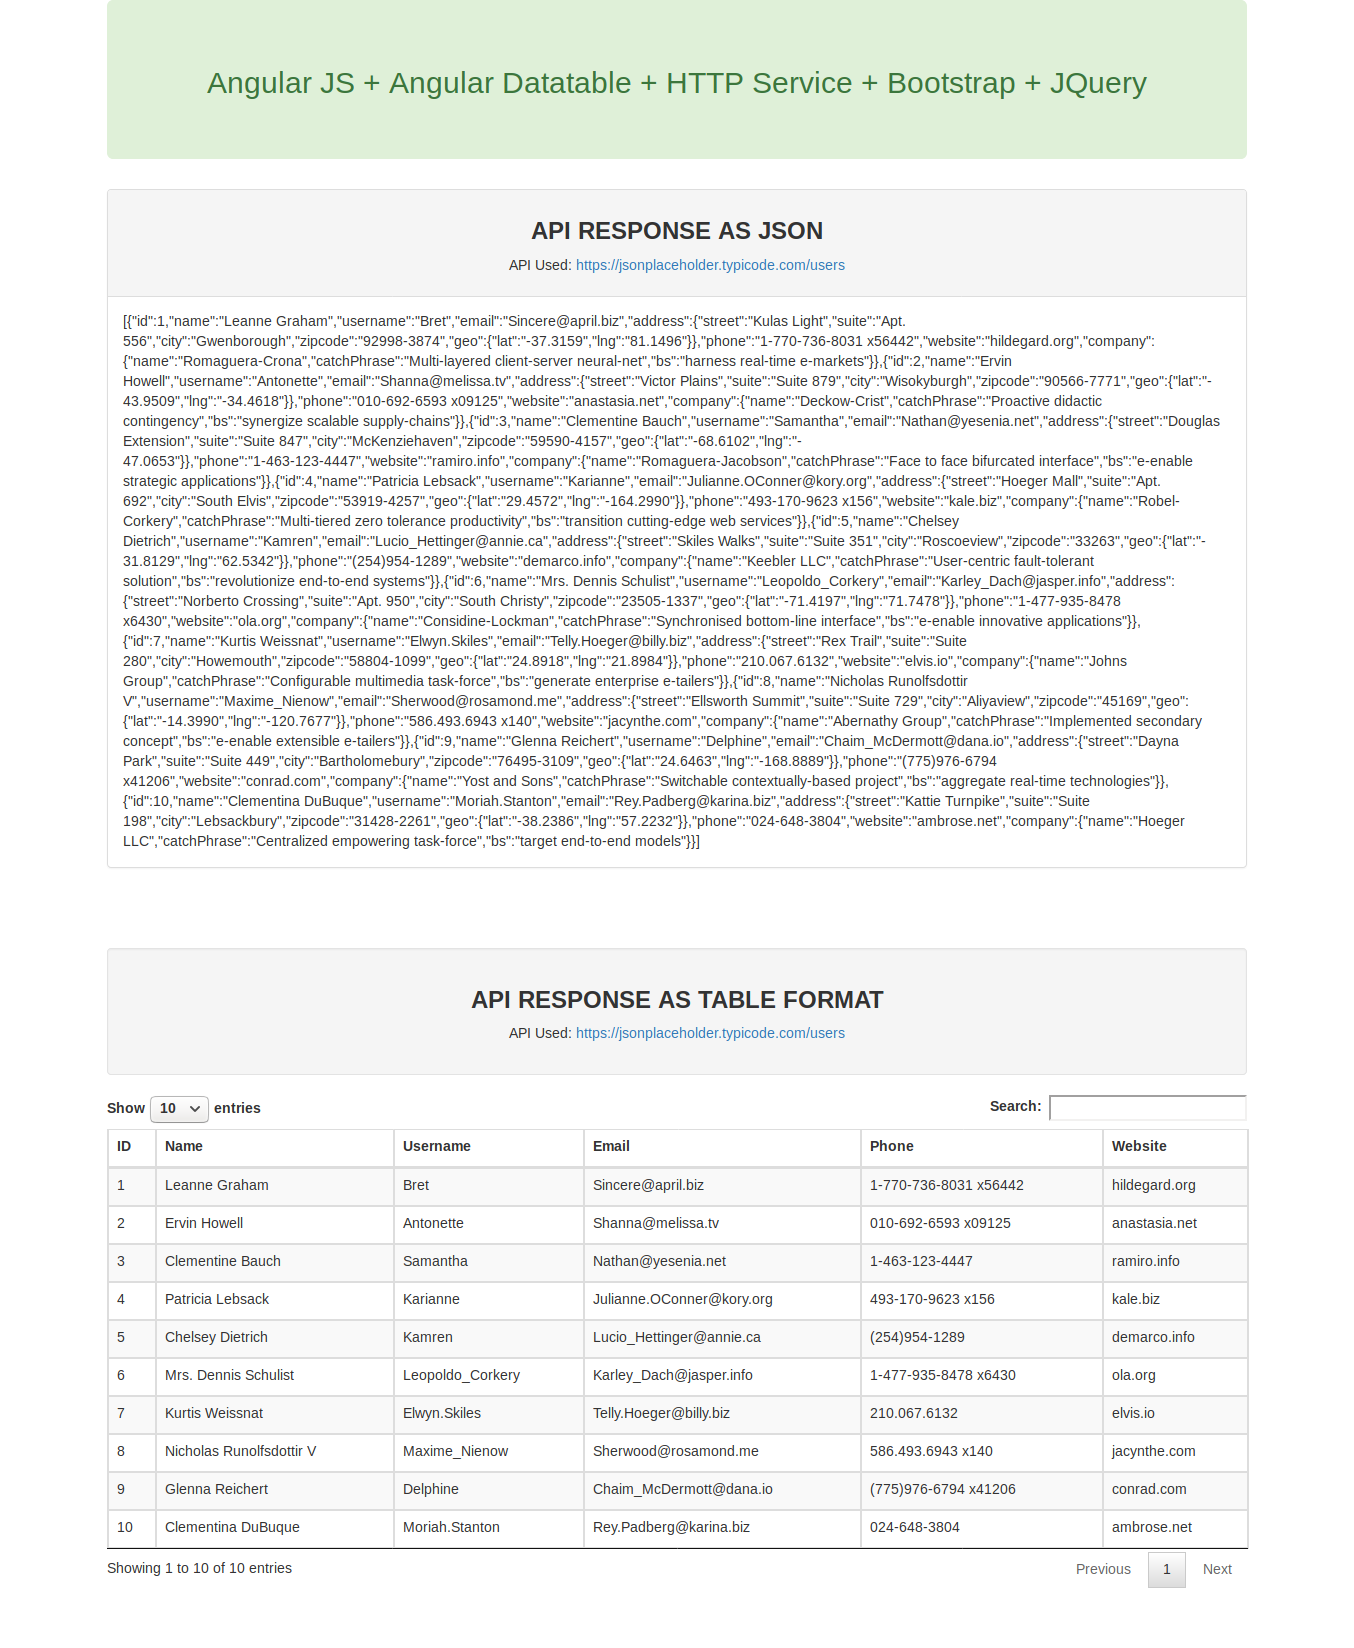 Angular JS + Angular Datatable + HTTP Service + Bootstrap + JQuery
API RESPONSE AS JSON
API Used: https://jsonplaceholder.typicode.com/users
[{"id":1,"name":"Leanne Graham","username":"Bret","email":"Sincere@april.biz","address":{"street":"Kulas Light","suite":"Apt.
556","city":"Gwenborough","zipcode":"92998-3874","geo":{"lat":"-37.3159","lng":"81.1496"}},"phone":"1-770-736-8031 x56442","website":"hildegard.org","company":
{"name":"Romaguera-Crona","catchPhrase":"Multi-layered client-server neural-net","bs":"harness real-time e-markets"}},{"id":2,"name":"Ervin
Howell","username":"Antonette","email":"Shanna@melissa.tv","address":{"street":"Victor Plains","suite":"Suite 879","city":"Wisokyburgh","zipcode":"90566-7771","geo":{"lat":"-
43.9509","lng":"-34.4618"}},"phone":"010-692-6593 x09125","website":"anastasia.net","company":{"name":"Deckow-Crist","catchPhrase":"Proactive didactic
contingency","bs":"synergize scalable supply-chains"}},{"id":3,"name":"Clementine Bauch","username":"Samantha","email":"Nathan@yesenia.net","address":{"street":"Douglas
Extension","suite":"Suite 847","city":"McKenziehaven","zipcode":"59590-4157","geo":{"lat":"-68.6102","lng":"-
47.0653"}},"phone":"1-463-123-4447","website":"ramiro.info","company":{"name":"Romaguera-Jacobson","catchPhrase":"Face to face bifurcated interface","bs":"e-enable
strategic applications"}},{"id":4,"name":"Patricia Lebsack","username":"Karianne","email":"Julianne.OConner@kory.org","address":{"street":"Hoeger Mall","suite":"Apt.
692","city":"South Elvis","zipcode":"53919-4257","geo":{"lat":"29.4572","lng":"-164.2990"}},"phone":"493-170-9623 x156","website":"kale.biz","company":{"name":"Robel-
Corkery","catchPhrase":"Multi-tiered zero tolerance productivity","bs":"transition cutting-edge web services"}},{"id":5,"name":"Chelsey
Dietrich","username":"Kamren","email":"Lucio_Hettinger@annie.ca","address":{"street":"Skiles Walks","suite":"Suite 351","city":"Roscoeview","zipcode":"33263","geo":{"lat":"-
31.8129","lng":"62.5342"}},"phone":"(254)954-1289","website":"demarco.info","company":{"name":"Keebler LLC","catchPhrase":"User-centric fault-tolerant
solution","bs":"revolutionize end-to-end systems"}},{"id":6,"name":"Mrs. Dennis Schulist","username":"Leopoldo_Corkery","email":"Karley_Dach@jasper.info","address":
{"street":"Norberto Crossing","suite":"Apt. 950","city":"South Christy","zipcode":"23505-1337","geo":{"lat":"-71.4197","lng":"71.7478"}},"phone":"1-477-935-8478
x6430","website":"ola.org","company":{"name":"Considine-Lockman","catchPhrase":"Synchronised bottom-line interface","bs":"e-enable innovative applications"}},
{"id":7,"name":"Kurtis Weissnat","username":"Elwyn.Skiles","email":"Telly.Hoeger@billy.biz","address":{"street":"Rex Trail","suite":"Suite
280","city":"Howemouth","zipcode":"58804-1099","geo":{"lat":"24.8918","lng":"21.8984"}},"phone":"210.067.6132","website":"elvis.io","company":{"name":"Johns
Group","catchPhrase":"Configurable multimedia task-force","bs":"generate enterprise e-tailers"}},{"id":8,"name":"Nicholas Runolfsdottir
V","username":"Maxime_Nienow","email":"Sherwood@rosamond.me","address":{"street":"Ellsworth Summit","suite":"Suite 729","city":"Aliyaview","zipcode":"45169","geo":
{"lat":"-14.3990","lng":"-120.7677"}},"phone":"586.493.6943 x140","website":"jacynthe.com","company":{"name":"Abernathy Group","catchPhrase":"Implemented secondary
concept","bs":"e-enable extensible e-tailers"}},{"id":9,"name":"Glenna Reichert","username":"Delphine","email":"Chaim_McDermott@dana.io","address":{"street":"Dayna
Park","suite":"Suite 449","city":"Bartholomebury","zipcode":"76495-3109","geo":{"lat":"24.6463","lng":"-168.8889"}},"phone":"(775)976-6794
x41206","website":"conrad.com","company":{"name":"Yost and Sons","catchPhrase":"Switchable contextually-based project","bs":"aggregate real-time technologies"}},
{"id":10,"name":"Clementina DuBuque","username":"Moriah.Stanton","email":"Rey.Padberg@karina.biz","address":{"street":"Kattie Turnpike","suite":"Suite
198","city":"Lebsackbury","zipcode":"31428-2261","geo":{"lat":"-38.2386","lng":"57.2232"}},"phone":"024-648-3804","website":"ambrose.net","company":{"name":"Hoeger
LLC","catchPhrase":"Centralized empowering task-force","bs":"target end-to-end models"}}]
API RESPONSE AS TABLE FORMAT
API Used: https://jsonplaceholder.typicode.com/users
Show 10 entries Search:
ID Name Username Email Phone Website
1 Leanne Graham Bret Sincere@april.biz 1-770-736-8031 x56442 hildegard.org
2 Ervin Howell Antonette Shanna@melissa.tv 010-692-6593 x09125 anastasia.net
3 Clementine Bauch Samantha Nathan@yesenia.net 1-463-123-4447 ramiro.info
4 Patricia Lebsack Karianne Julianne.OConner@kory.org 493-170-9623 x156 kale.biz
5 Chelsey Dietrich Kamren Lucio_Hettinger@annie.ca (254)954-1289 demarco.info
6 Mrs. Dennis Schulist Leopoldo_Corkery Karley_Dach@jasper.info 1-477-935-8478 x6430 ola.org
7 Kurtis Weissnat Elwyn.Skiles Telly.Hoeger@billy.biz 210.067.6132 elvis.io
8 Nicholas Runolfsdottir V Maxime_Nienow Sherwood@rosamond.me 586.493.6943 x140 jacynthe.com
9 Glenna Reichert Delphine Chaim_McDermott@dana.io (775)976-6794 x41206 conrad.com
10 Clementina DuBuque Moriah.Stanton Rey.Padberg@karina.biz 024-648-3804 ambrose.net
Showing 1 to 10 of 10 entries Previous 1 Next